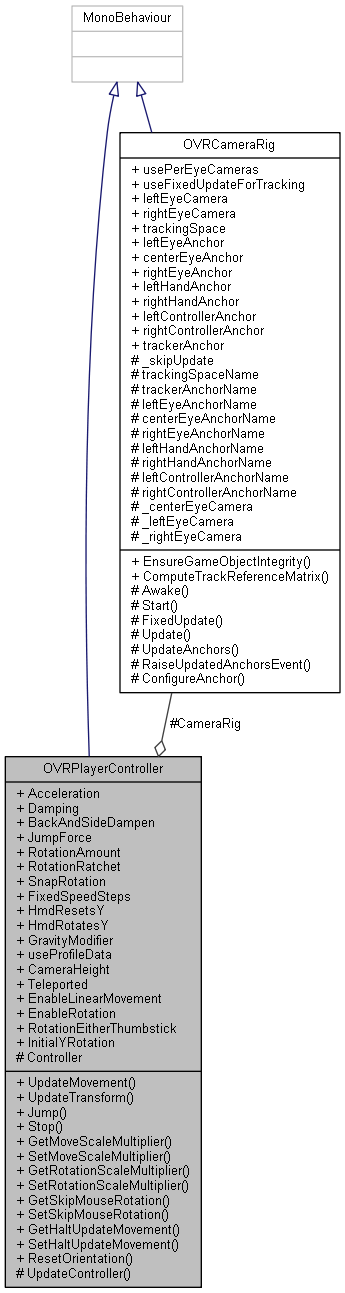 MonoBehaviour
OVRCameraRig
+ usePerEyeCameras
+ useFixedUpdateForTracking
+ leftEyeCamera
+ rightEyeCamera
+ trackingSpace
+ leftEyeAnchor
+ centerEyeAnchor
+ rightEyeAnchor
+ leftHandAnchor
+ rightHandAnchor
+ leftControllerAnchor
+ rightControllerAnchor
+ trackerAnchor
# _skipUpdate
# trackingSpaceName
# trackerAnchorName
# leftEyeAnchorName
# centerEyeAnchorName
# rightEyeAnchorName
# leftHandAnchorName
# rightHandAnchorName
# leftControllerAnchorName
# rightControllerAnchorName
# _centerEyeCamera
# _leftEyeCamera
# _rightEyeCamera
+ EnsureGameObjectIntegrity()
+ ComputeTrackReferenceMatrix()
# Awake()
# Start()
# FixedUpdate()
# Update()
# UpdateAnchors()
# RaiseUpdatedAnchorsEvent()
# ConfigureAnchor()
#CameraRig
OVRPlayerController
+ Acceleration
+ Damping
+ BackAndSideDampen
+ JumpForce
+ RotationAmount
+ RotationRatchet
+ SnapRotation
+ FixedSpeedSteps
+ HmdResetsY
+ HmdRotatesY
+ GravityModifier
+ useProfileData
+ CameraHeight
+ Teleported
+ EnableLinearMovement
+ EnableRotation
+ RotationEitherThumbstick
+ InitialYRotation
# Controller
+ UpdateMovement()
+ UpdateTransform()
+ Jump()
+ Stop()
+ GetMoveScaleMultiplier()
+ SetMoveScaleMultiplier()
+ GetRotationScaleMultiplier()
+ SetRotationScaleMultiplier()
+ GetSkipMouseRotation()
+ SetSkipMouseRotation()
+ GetHaltUpdateMovement()
+ SetHaltUpdateMovement()
+ ResetOrientation()
# UpdateController()